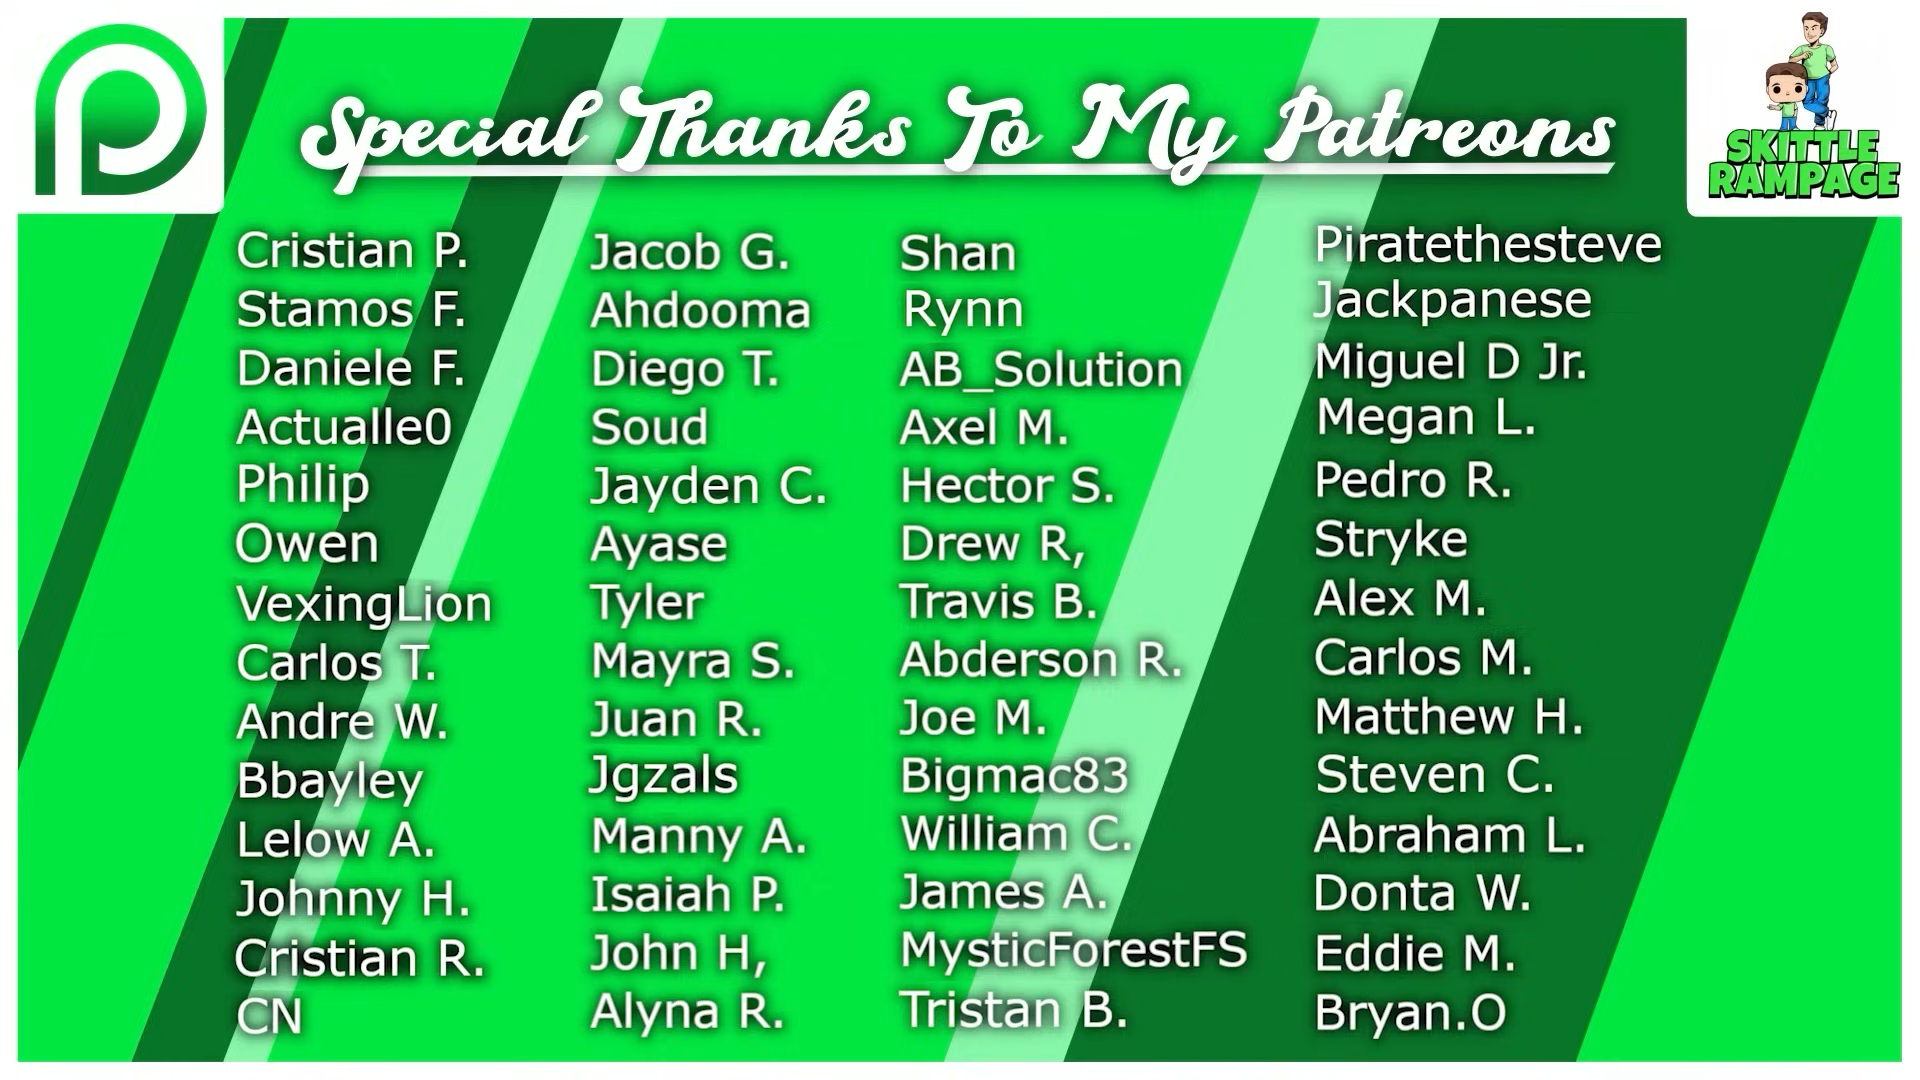 Special Thanks To My Patreons
SKITTLE
RAMPAGE
Cristian P.
Stamos F.
Daniele F.
Actualle0
Philip
Owen
VexingLion
Carlos T.
Andre W.
Bbayley
Lelow A.
Johnny H.
Cristian R.
CN
Jacob G.
Ahdooma
Diego T.
Soud
Jayden C.
Ayase
Tyler
Mayra S.
Juan R.
Jgzals
Manny A.
Isaiah P.
John H,
Alyna R.
Shan
Rynn
AB_Solution
Axel M.
Hector S.
Drew R,
Travis B.
Abderson R.
Joe M.
Bigmac83
William C.
James A.
MysticForestFS
Tristan B.
Piratethesteve
Jackpanese
Miguel D Jr.
Megan L.
Pedro R.
Stryke
Alex M.
Carlos M.
Matthew H.
Steven C.
Abraham L.
Donta W.
Eddie M.
Bryan.O